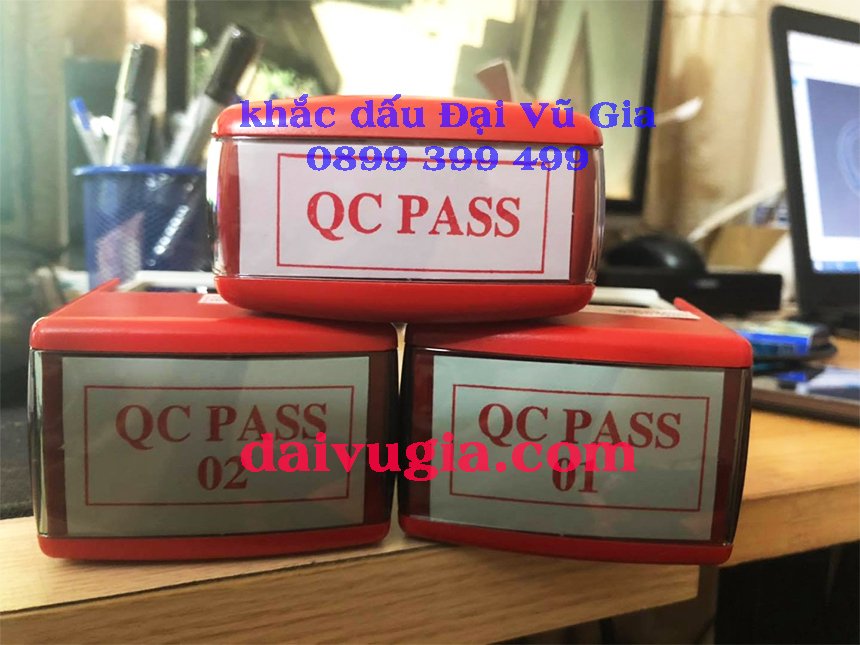 khắc dấu Đại Vũ Gia
0899 399 499
QC PASS
QC PASS
02
QC PASS
01
daivugia.com